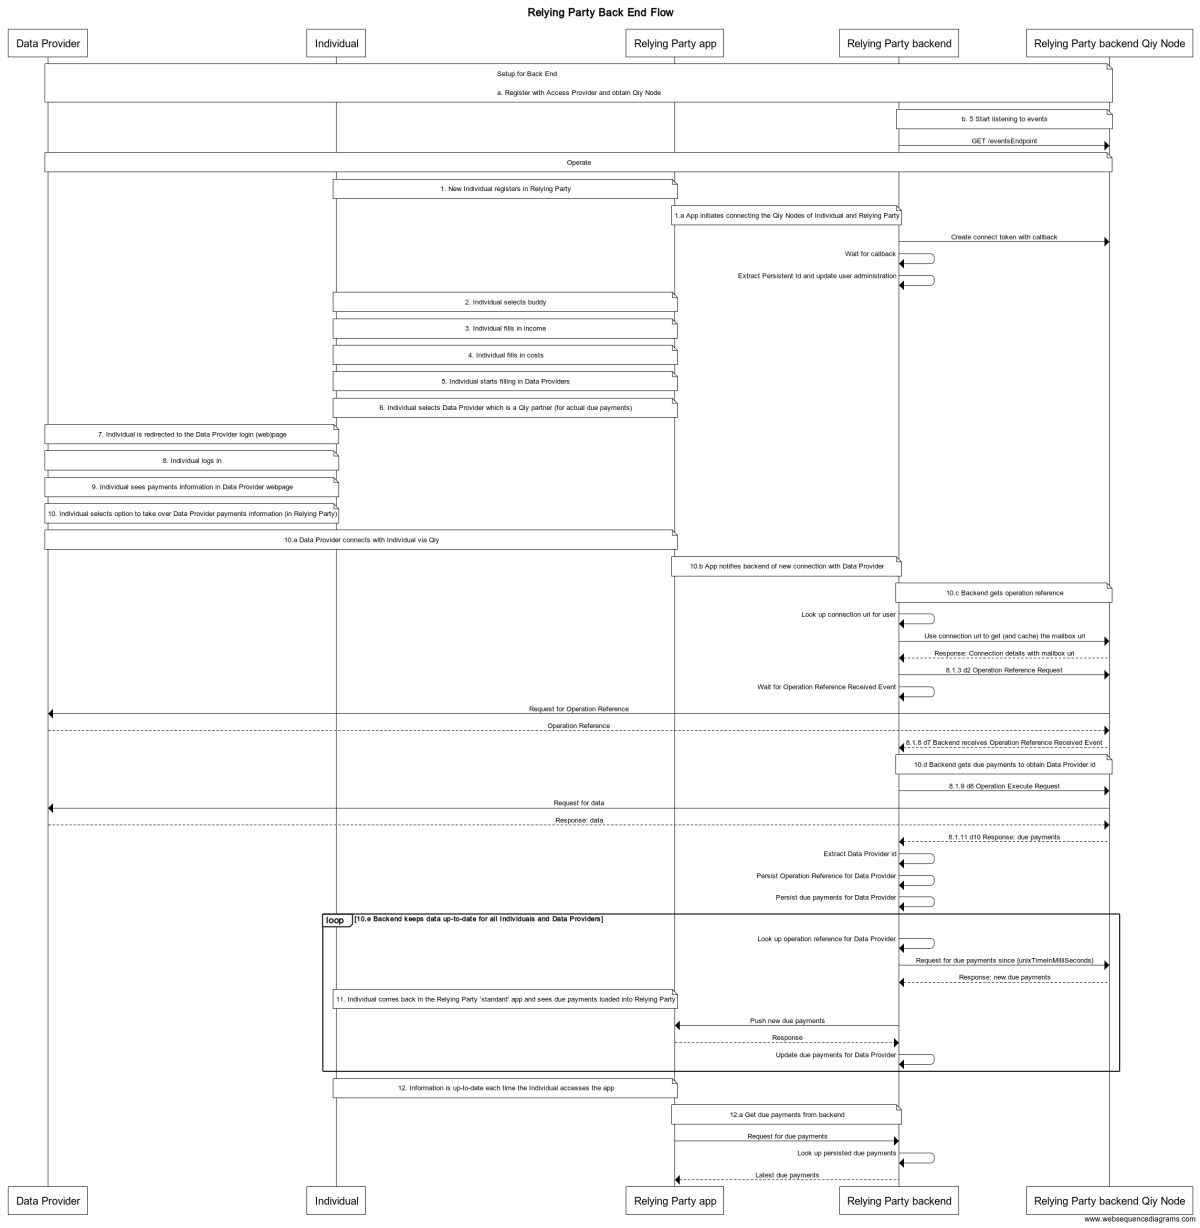 Relying Party Back End Flow
Data Provider
Individual
Relying Party app
Relying Party backend
Relying Party backend Qiy Node
Setup for Back End
a. Register with Access Provider and obtain Qiy Node
b. 5 Start listening to events
GET /eventsEndpoint
Operate
1. New Individual registers in Relying Party
1.a App initiates connecting the Qiy Nodes of Individual and Relying Party
Create connect token with callback
Wait for callback
Extract Persistent Id and update user administration
2. Individual selects buddy
3. Individual fills in income
4. Individual fills in costs
5. Individual starts filling in Data Providers
6. Individual selects Data Provider which is a Qiy partner (for actual due payments)
7. Individual is redirected to the Data Provider login (web)page
8. Individual logs in
9. Individual sees payments information in Data Provider webpage
10. Individual selects option to take over Data Provider payments information (in Relying Party)
10.a Data Provider connects with Individual via Qiy
10.b App notifies backend of new connection with Data Provider
10.c Backend gets operation reference
Look up connection url for user
Use connection url to get (and cache) the mailbox url
Response: Connection details with mailbox url
8.1.3 d2 Operation Reference Request
Wait for Operation Reference Received Event
Request for Operation Reference
Operation Reference
8.1.8 d7 Backend receives Operation Reference Received Event
10.d Backend gets due payments to obtain Data Provider id
8.1.9 d8 Operation Execute Request
Request for data
Response: data
8.1.11 d10 Response: due payments
Extract Data Provider id
Persist Operation Reference for Data Provider
Persist due payments for Data Provider
loop [10.e Backend keeps data up-to-date for all Individuals and Data Providers]
Look up operation reference for Data Provider
Request for due payments since {unixTimeInMilliSeconds}
Response: new due payments
11. Individual comes back in the Relying Party 'standard' app and sees due payments loaded into Relying Party
Push new due payments
Response
Update due payments for Data Provider
12. Information is up-to-date each time the Individual accesses the app
12.a Get due payments from backend
Request for due payments
Look up persisted due payments
Latest due payments
Data Provider
Individual
Relying Party app
Relying Party backend
Relying Party backend Qiy Node
www.websequencediagrams.com